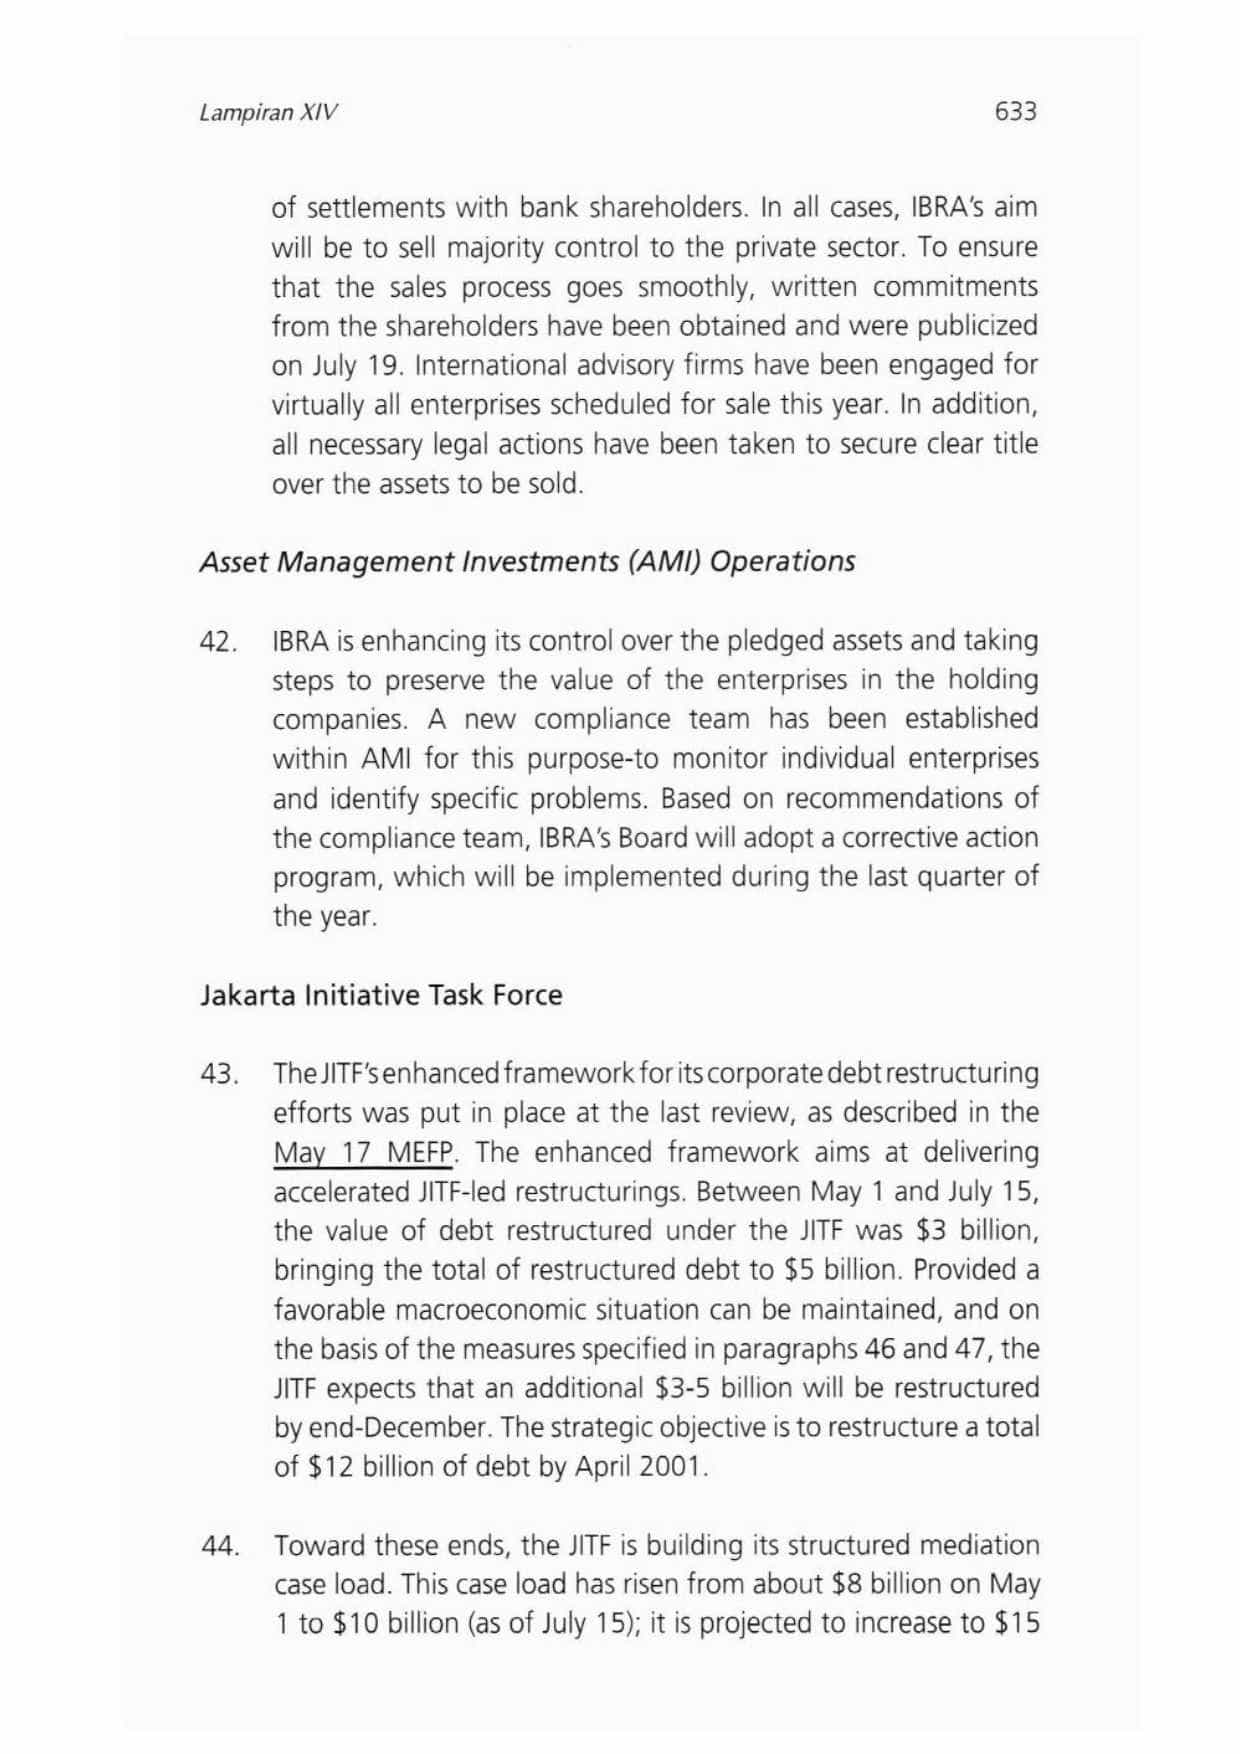 Lampiran XIV 633
of settlements with bank shareholders. In all cases, IBRA's aim
will be to sell majority control to the private sector. To ensure
that the sales process goes smoothly, written commitments
from the shareholders have been obtained and were publicized
on July 19. International advisory firms have been engaged for
virtually all enterprises scheduled for sale this year. In addition,
all necessary legal actions have been taken to secure clear title
over the assets to be sold.
Asset Management Investments (AMI) Operations
42. IBRA is enhancing its control over the pledged assets and taking
steps to preserve the value of the enterprises in the holding
companies. A new compliance team has been established
within AMI for this purpose-to monitor individual enterprises
and identify specific problems. Based on recommendations of
the compliance team, IBRA's Board will adopt a corrective action
program, which will be implemented during the last quarter of
the year.
Jakarta Initiative Task Force
43. The JITF's enhanced framework for its corporate debt restructuring
efforts was put in place at the last review, as described in the
May 17 MEFP. The enhanced framework aims at delivering
accelerated JITF-led restructurings. Between May 1 and July 15,
the value of debt restructured under the JITF was $3 billion,
bringing the total of restructured debt to $5 billion. Provided a
favorable macroeconomic situation can be maintained, and on
the basis of the measures specified in paragraphs 46 and 47, the
JITF expects that an additional $3-5 billion will be restructured
by end-December. The strategic objective is to restructure a total
of $12 billion of debt by April 2001.
44. Toward these ends, the JITF is building its structured mediation
case load. This case load has risen from about $8 billion on May
1 to $10 billion (as of July 15); it is projected to increase to $15